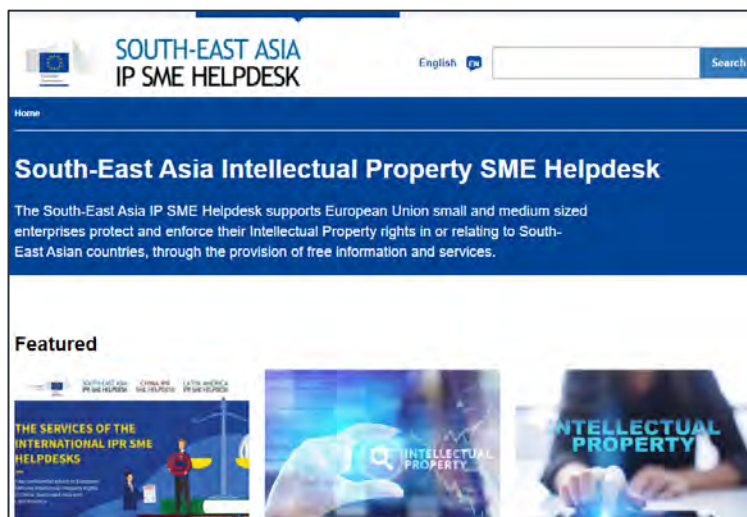 SOUTH-EAST ASIA
IP SME HELPDESK
English EN
Search
Home
South-East Asia Intellectual Property SME Helpdesk
The South-East Asia IP SME Helpdesk supports European Union small and medium sized
enterprises protect and enforce their Intellectual Property rights in or relating to South-
East Asian countries, through the provision of free information and services.
Featured
SOUTH-EAST ASIA CHINA IPR LATIN AMERICA
IP SME HELPDESK SME HELPDESK IP SME HELPDESK
THE SERVICES OF THE
INTERNATIONAL IPR SME
HELPDESKS
INTELLECTUAL
PROPERTY
INTELLECTUAL
PROPERTY